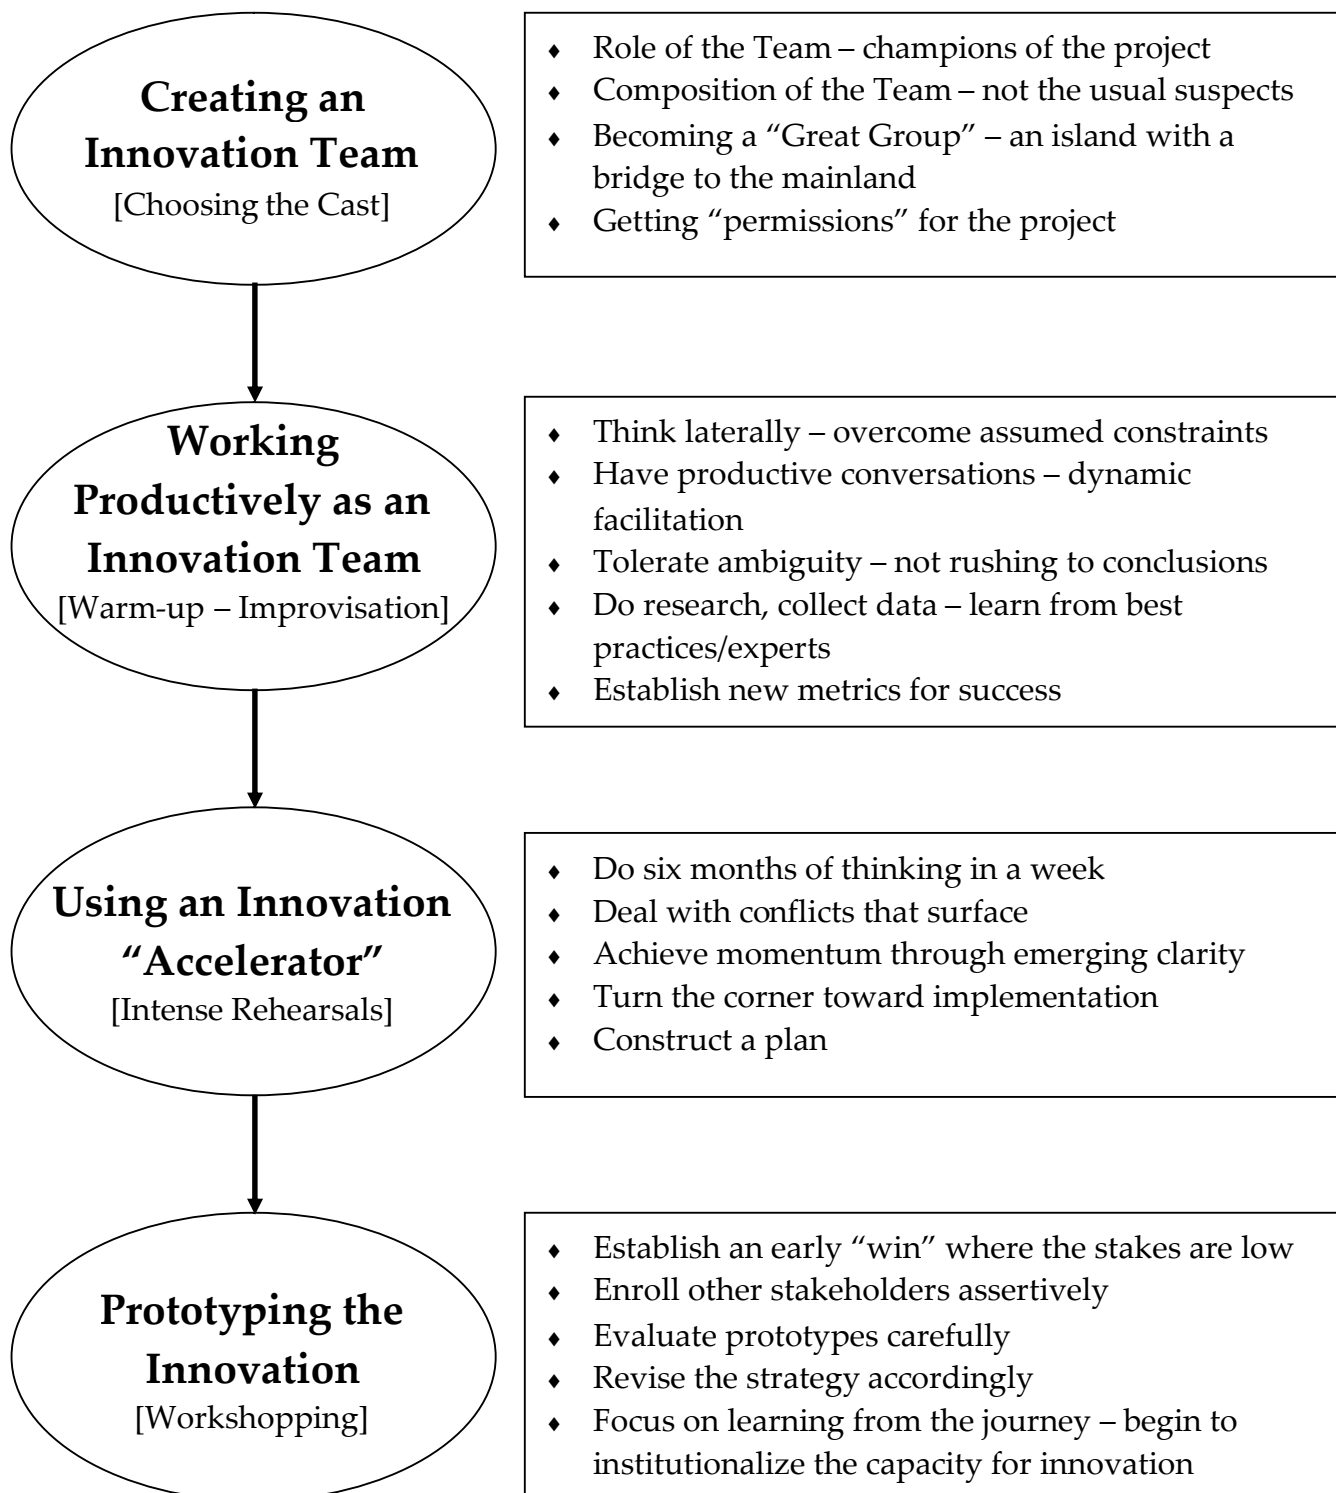 Creating an
Innovation Team
[Choosing the Cast]
♦ Role of the Team – champions of the project
♦ Composition of the Team – not the usual suspects
♦ Becoming a “Great Group” – an island with a
bridge to the mainland
♦ Getting “permissions” for the project
Working
Productively as an
Innovation Team
[Warm-up – Improvisation]
♦ Think laterally – overcome assumed constraints
♦ Have productive conversations – dynamic
facilitation
♦ Tolerate ambiguity – not rushing to conclusions
♦ Do research, collect data – learn from best
practices/experts
♦ Establish new metrics for success
Using an Innovation
“Accelerator”
[Intense Rehearsals]
♦ Do six months of thinking in a week
♦ Deal with conflicts that surface
♦ Achieve momentum through emerging clarity
♦ Turn the corner toward implementation
♦ Construct a plan
Prototyping the
Innovation
[Workshopping]
♦ Establish an early “win” where the stakes are low
♦ Enroll other stakeholders assertively
♦ Evaluate prototypes carefully
♦ Revise the strategy accordingly
♦ Focus on learning from the journey – begin to
institutionalize the capacity for innovation